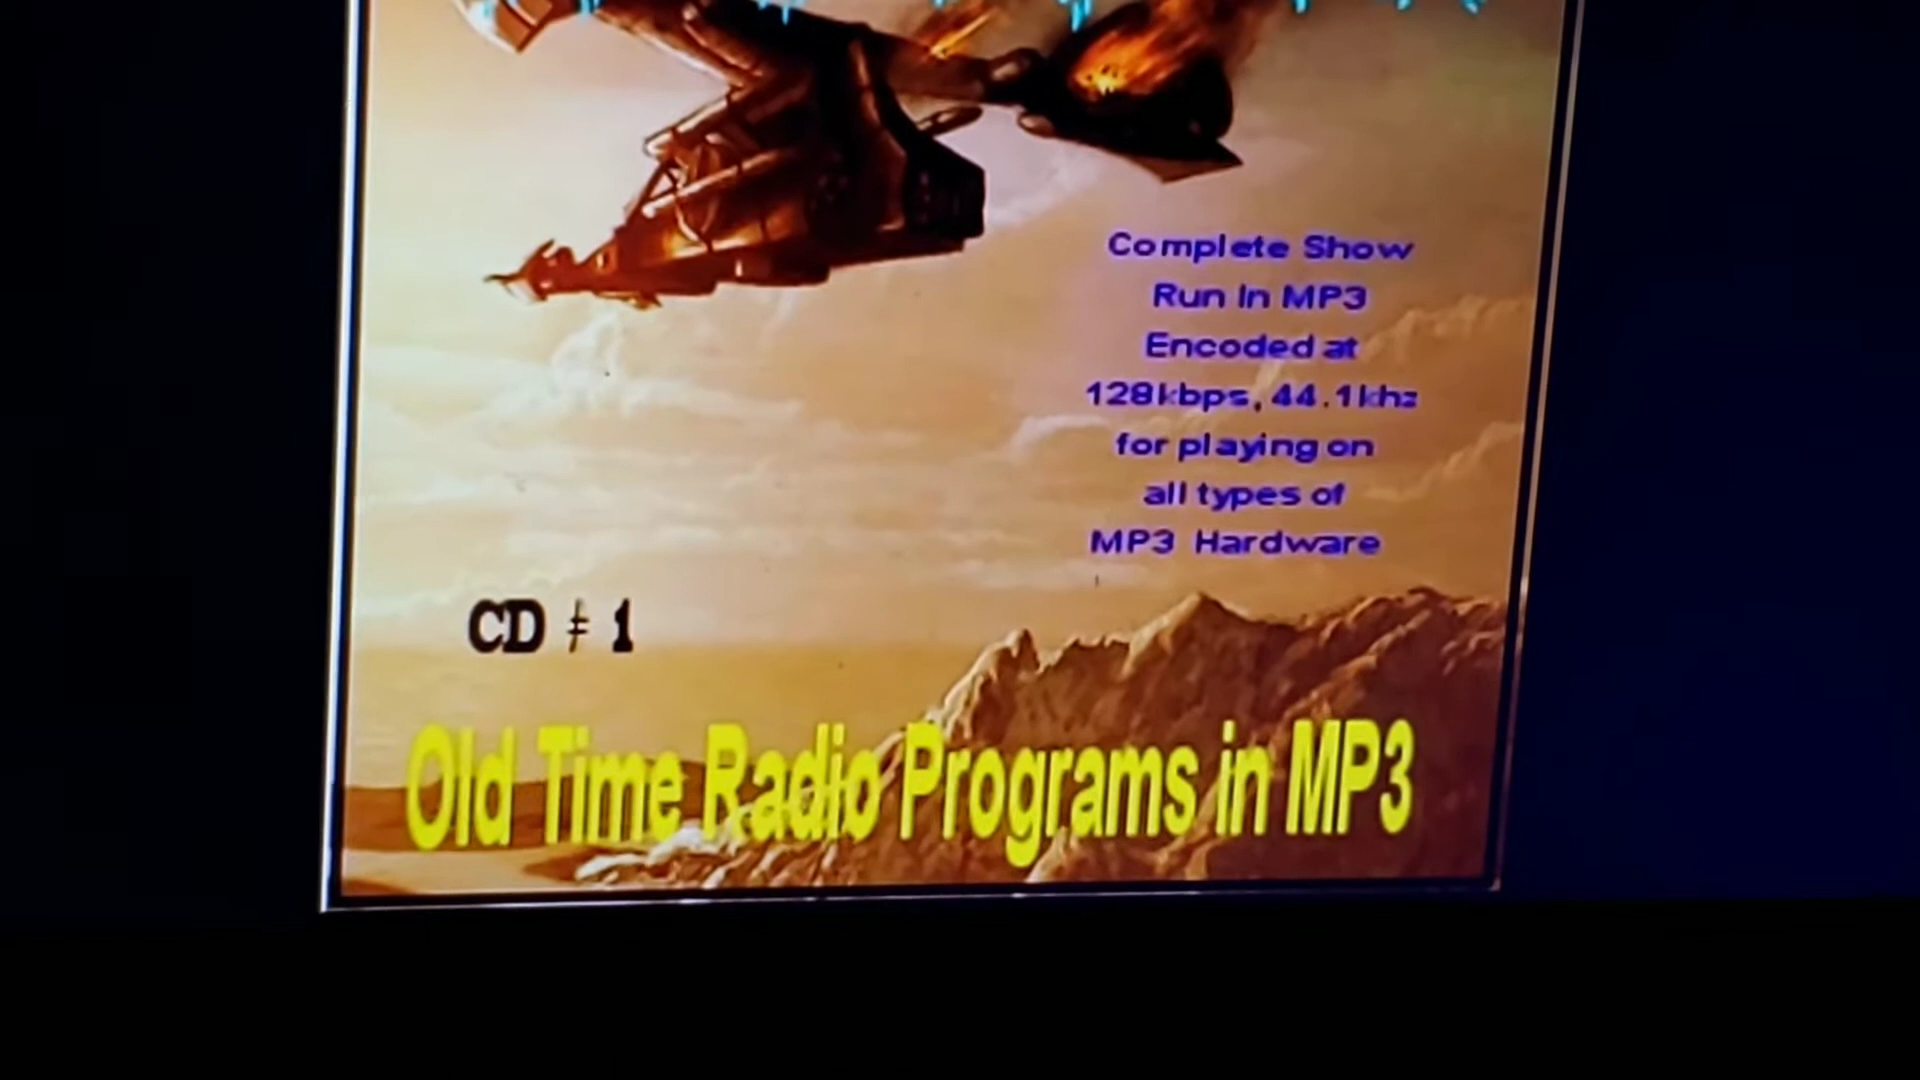 Complete Show
Run In MP3
Encoded at
128kbps, 44.1khz
for playing on
all types of
MP3 Hardware
CD # 1
Old Time Radio Programs in MP3